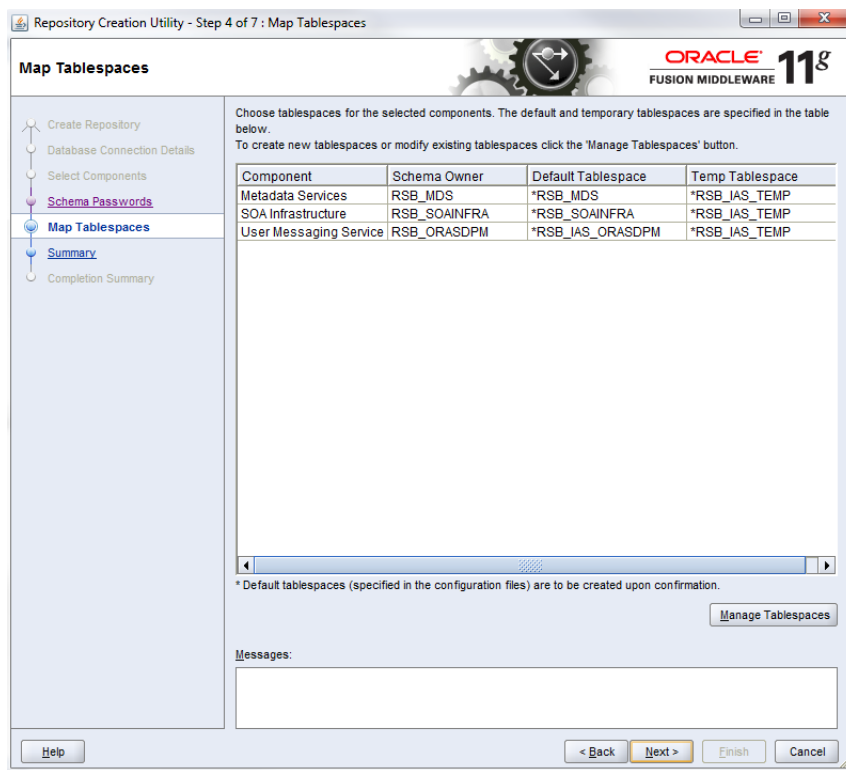 Repository Creation Utility - Step 4 of 7 : Map Tablespaces
Map Tablespaces
ORACLE
FUSION MIDDLEWARE 11g
Create Repository
Database Connection Details
Select Components
Schema Passwords
Map Tablespaces
Summary
Completion Summary
Choose tablespaces for the selected components. The default and temporary tablespaces are specified in the table
below.
To create new tablespaces or modify existing tablespaces click the 'Manage Tablespaces' button.
Component Schema Owner Default Tablespace Temp Tablespace
Metadata Services RSB_MDS *RSB_MDS *RSB_IAS_TEMP
SOA Infrastructure RSB_SOAINFRA *RSB_SOAINFRA *RSB_IAS_TEMP
User Messaging Service RSB_ORASDPM *RSB_IAS_ORASDPM *RSB_IAS_TEMP
* Default tablespaces (specified in the configuration files) are to be created upon confirmation.
Manage Tablespaces
Messages:
Help < Back Next > Finish Cancel